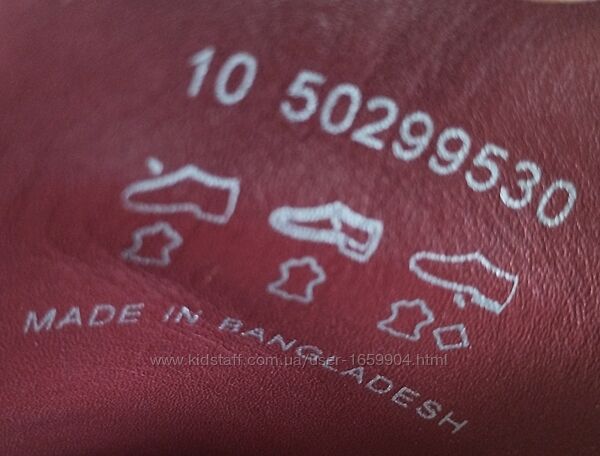 10 50299530
MADE IN BANGLADESH
www.kidstaff.com.ua/user-1659904.html